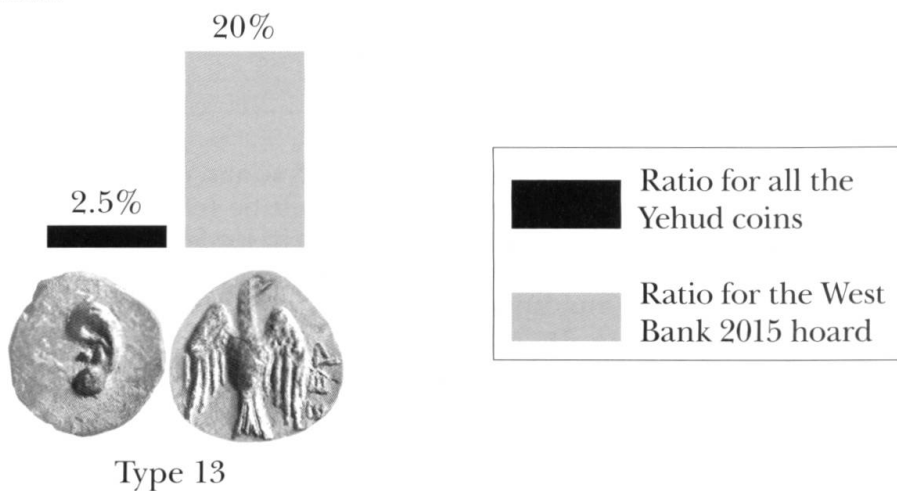 20%
2.5%
Ratio for all the
Yehud coins
Ratio for the West
Bank 2015 hoard
Type 13